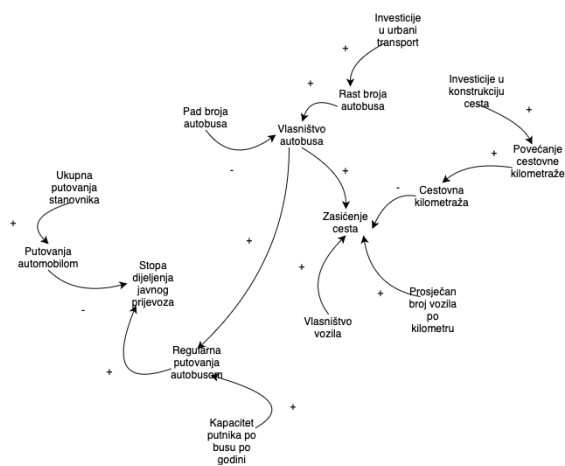 Investicije
u urbani
transport
+
+
Rast broja
autobusa
Investicije u
konstrukciju
cesta
+
Pad broja
autobusa
-
Vlasništvo
autobusa
+
Povećanje
cestovne
kilometraže
+
Cestovna
kilometraža
-
Ukupna
putovanja
stanovnika
+
Putovanja
automobilom
-
Zasićenje
cesta
Stopa
dijeljenja
javnog
prijevoza
+
+
+
Prosječan
broj vozila
po
kilometru
Vlasništvo
vozila
Regularna
putovanja
autobusom
+
+
Kapacitet
putnika po
busu po
godini